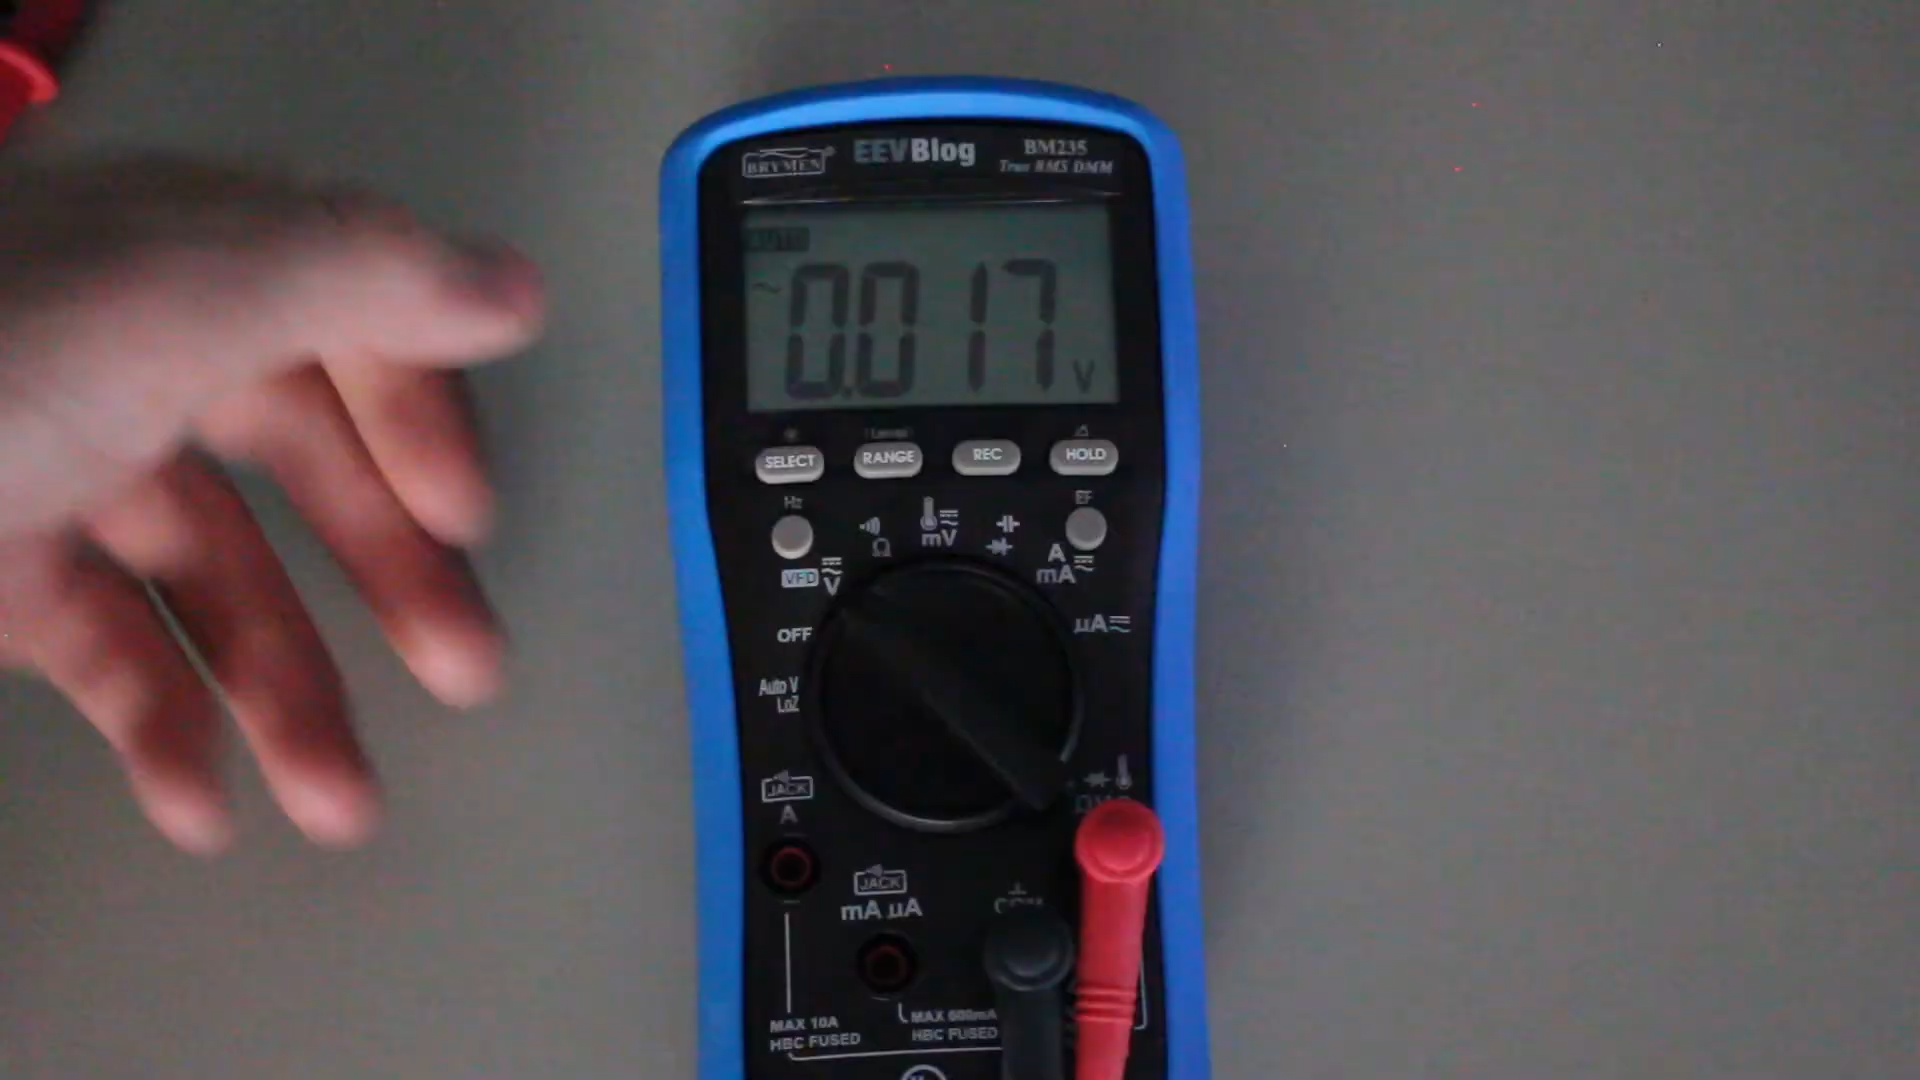 BRYMEN® EEVBlog BM235
True RMS DMM
AUTO
~0.017 V
SELECT RANGE REC HOLD
Hz EF
Ω mV
A
mA
VFD V
µA
OFF
Auto V
LoZ
JACK
A
JACK
mA µA
MAX 10A
HBC FUSED
MAX 600mA
HBC FUSED